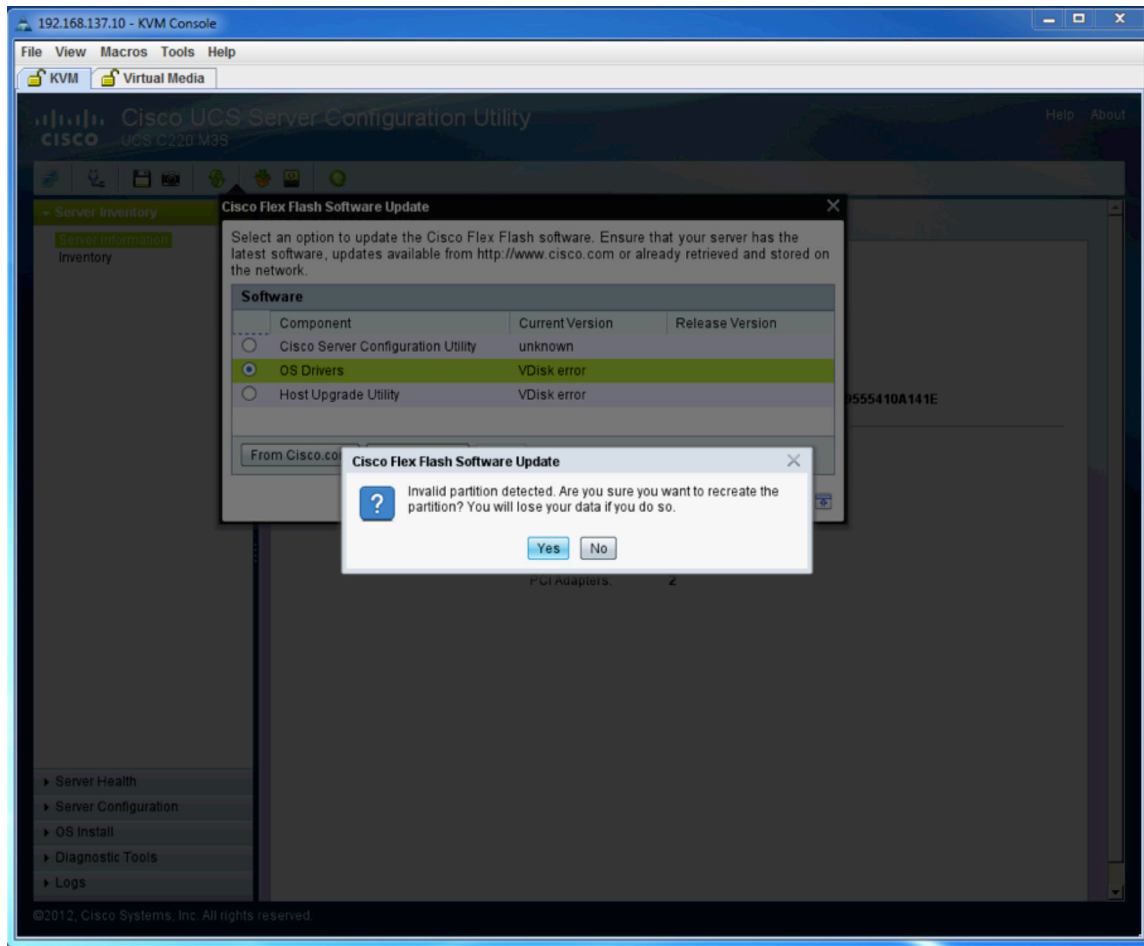 192.168.137.10 - KVM Console
File View Macros Tools Help
KVM Virtual Media
CISCO Cisco UCS Server Configuration Utility
UCS C220 M3S
Help About
Server Inventory
Server Information
Inventory
Cisco Flex Flash Software Update
Select an option to update the Cisco Flex Flash software. Ensure that your server has the
latest software, updates available from http://www.cisco.com or already retrieved and stored on
the network.
Software
Component Current Version Release Version
Cisco Server Configuration Utility unknown
OS Drivers VDisk error
Host Upgrade Utility VDisk error
9555410A141E
From Cisco.co
Cisco Flex Flash Software Update
Invalid partition detected. Are you sure you want to recreate the
partition? You will lose your data if you do so.
Yes No
PCI Adapters: 2
Server Health
Server Configuration
OS Install
Diagnostic Tools
Logs
©2012, Cisco Systems, Inc. All rights reserved.